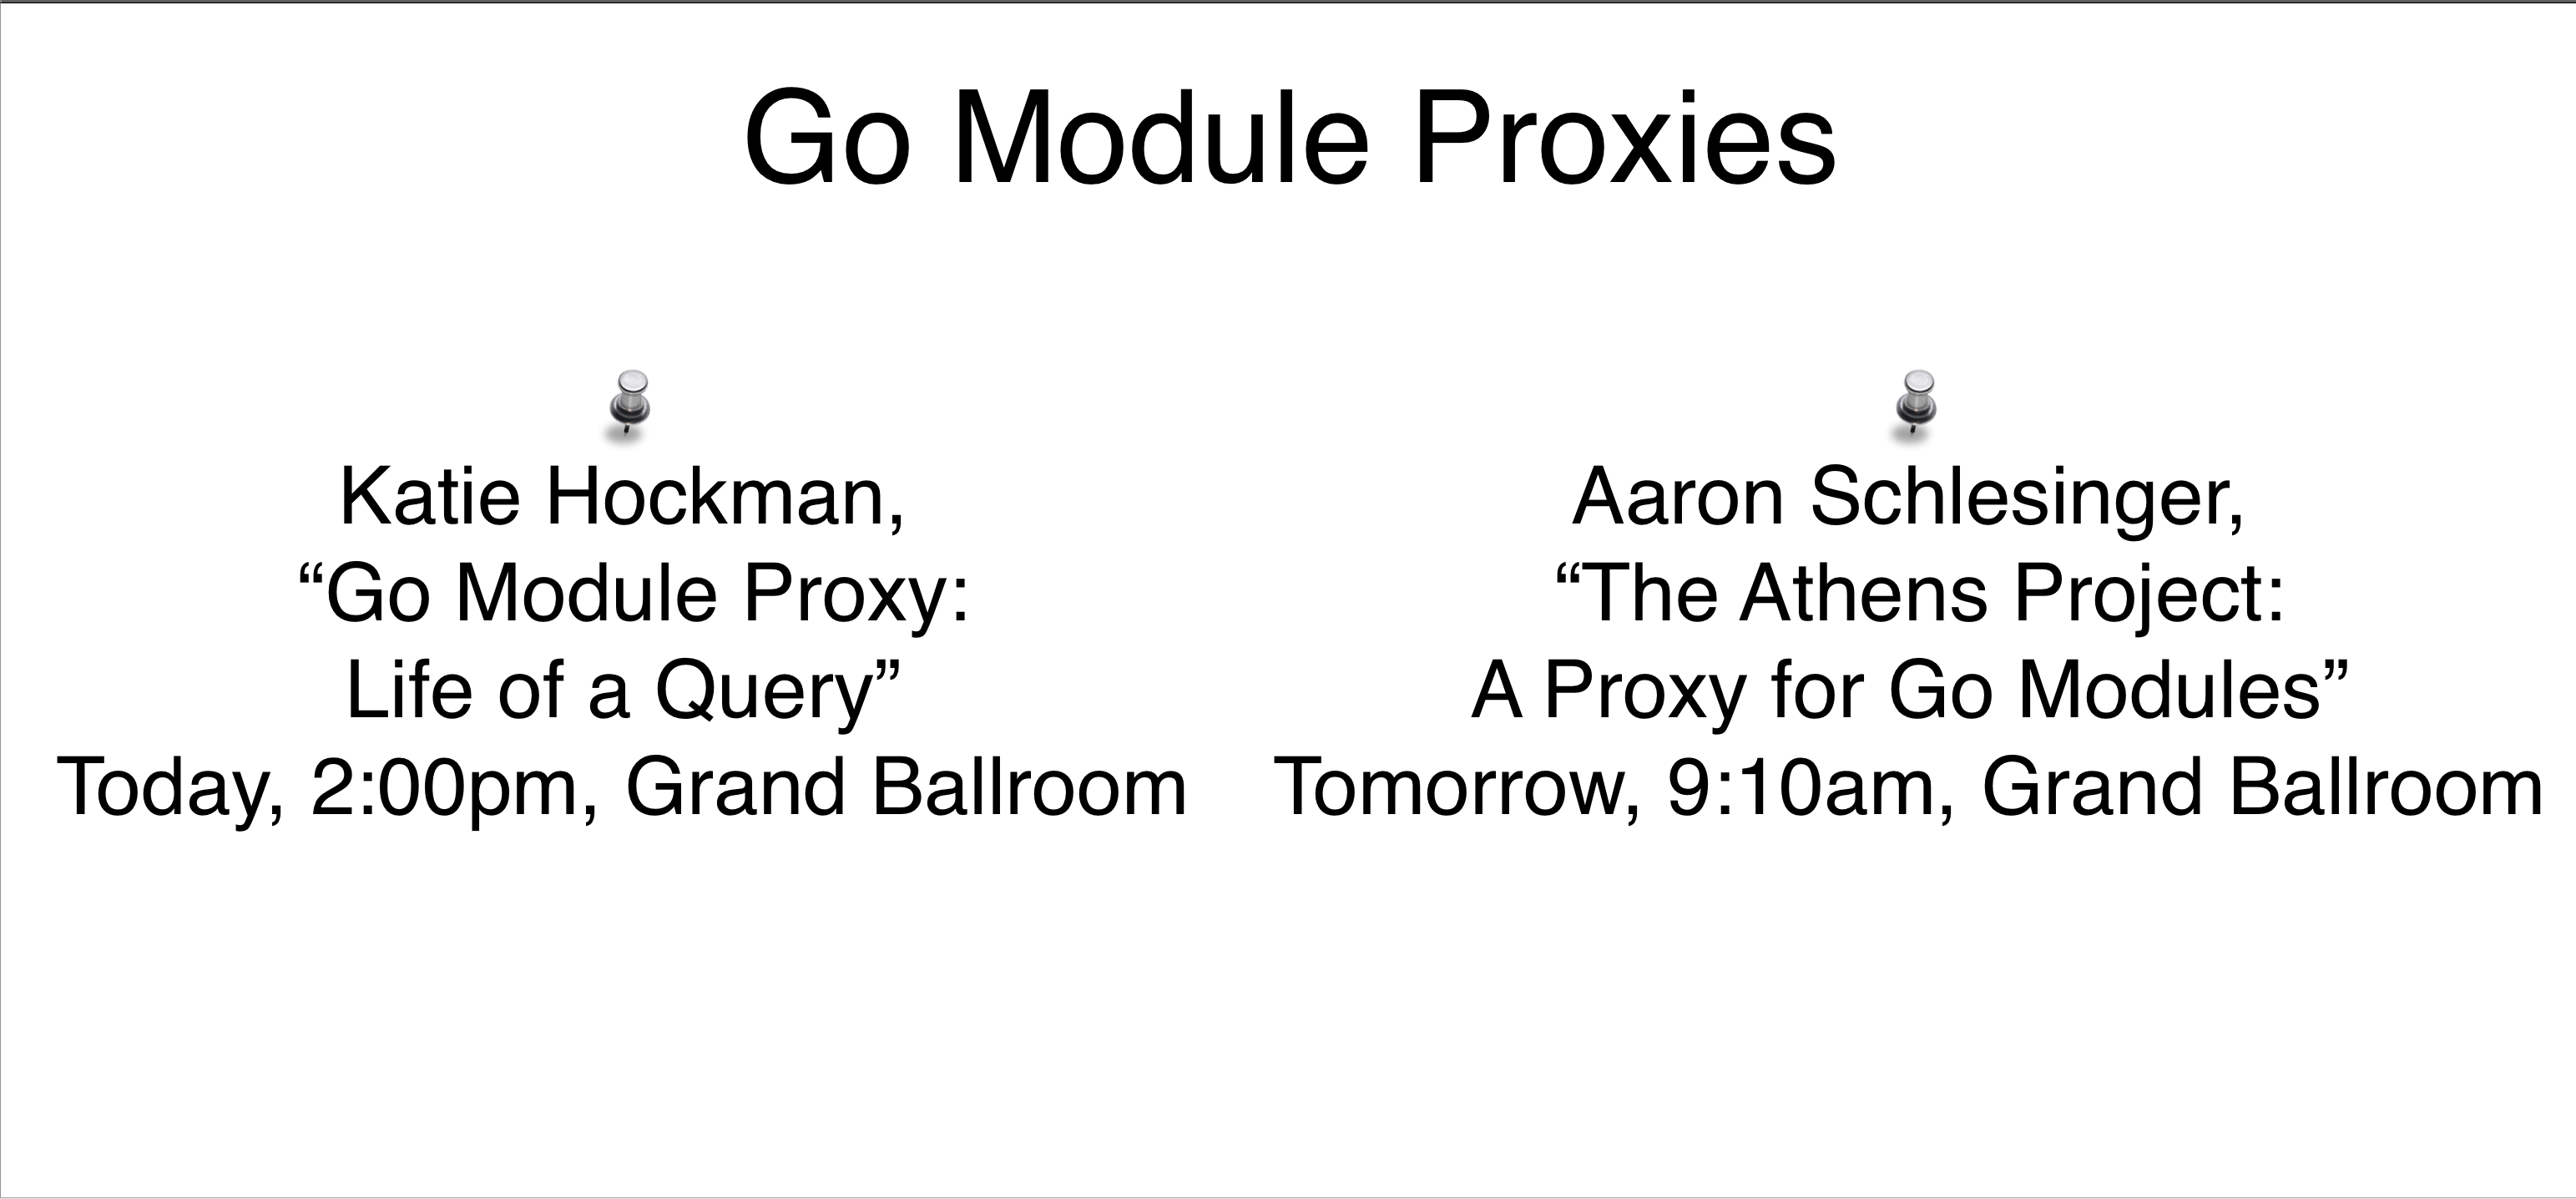 Go Module Proxies
Katie Hockman,
“Go Module Proxy:
Life of a Query”
Today, 2:00pm, Grand Ballroom
Aaron Schlesinger,
“The Athens Project:
A Proxy for Go Modules”
Tomorrow, 9:10am, Grand Ballroom